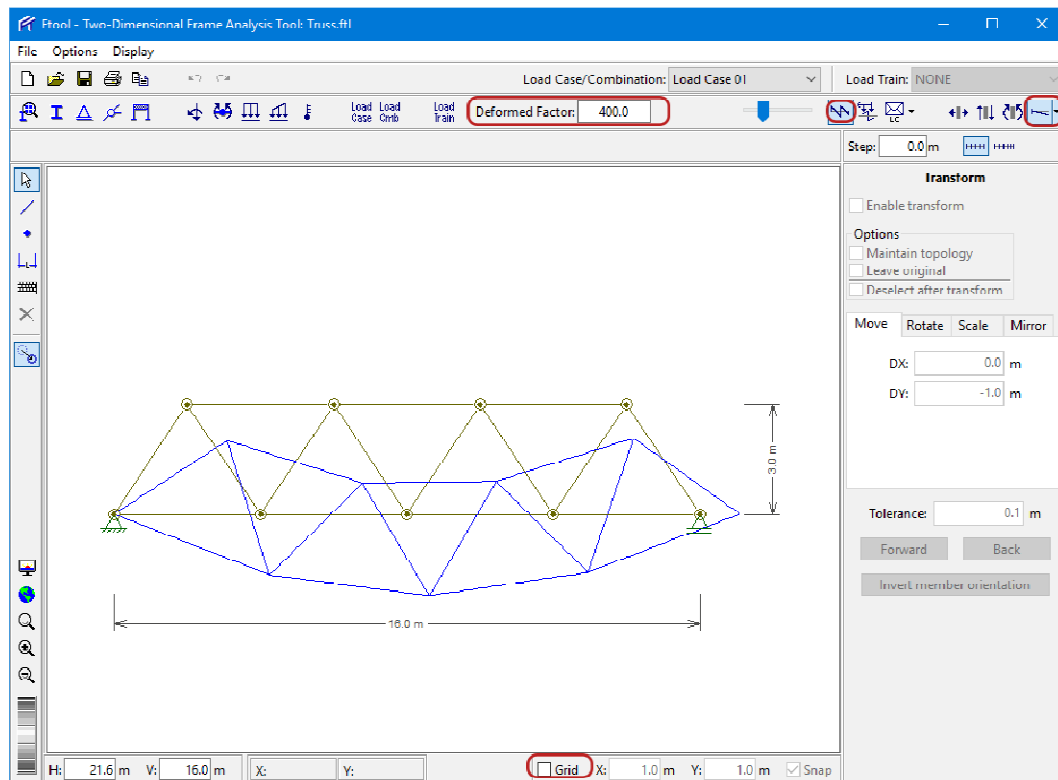 Ftool - Two-Dimensional Frame Analysis Tool: Truss.ftl
File Options Display
Load Case/Combination: Load Case 01 Load Train: NONE
Load Case Load Cmb Load Train Deformed Factor: 400.0 LC
Step: 0.0 m
Transform
Enable transform
Options
Maintain topology
Leave original
Deselect after transform
Move Rotate Scale Mirror
DX: 0.0 m
DY: -1.0 m
3.0 m
Tolerance: 0.1 m
Forward Back
Invert member orientation
16.0 m
H: 21.6 m V: 16.0 m X: Y: Grid X: 1.0 m Y: 1.0 m Snap